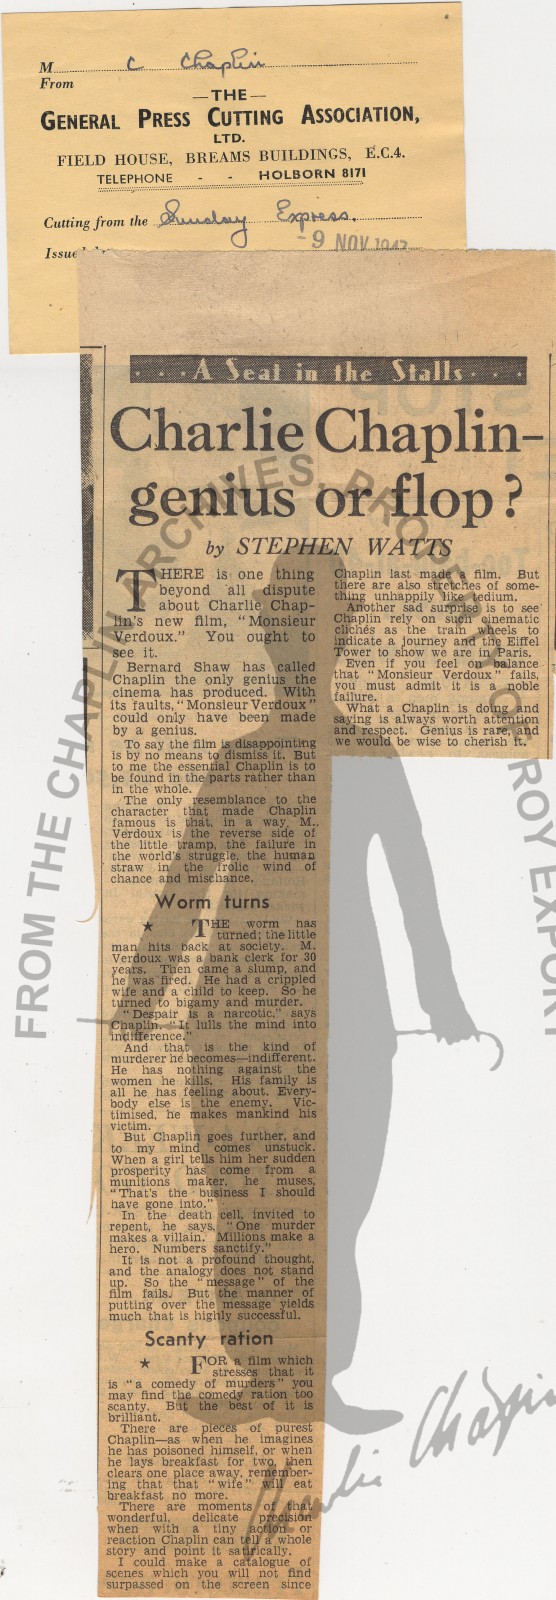 M C Chaplin
From
—THE—
GENERAL PRESS CUTTING ASSOCIATION,
LTD.
FIELD HOUSE, BREAMS BUILDINGS, E.C.4.
TELEPHONE - - HOLBORN 8171
Cutting from the Sunday Express.
-9 NOV 1947
...A Seat in the Stalls...
Charlie Chaplin-
genius or flop?
by STEPHEN WATTS
THERE is one thing
beyond all dispute
about Charlie Chap-
lin's new film, "Monsieur
Verdoux." You ought to
see it.
Bernard Shaw has called
Chaplin the only genius the
cinema has produced. With
its faults, "Monsieur Verdoux"
could only have been made
by a genius.
To say the film is disappointing
is by no means to dismiss it. But
to me the essential Chaplin is to
be found in the parts rather than
in the whole.
The only resemblance to the
character that made Chaplin
famous is that, in a way, M.
Verdoux is the reverse side of
the little tramp, the failure in
the world's struggle, the human
straw in the frolic wind of
chance and mischance.
Worm turns
★ THE worm has
turned; the little
man hits back at society. M.
Verdoux was a bank clerk for 30
years. Then came a slump, and
he was fired. He had a crippled
wife and a child to keep. So he
turned to bigamy and murder.
"Despair is a narcotic," says
Chaplin. "It lulls the mind into
indifference."
And that is the kind of
murderer he becomes—indifferent.
He has nothing against the
women he kills. His family is
all he has feeling about. Every-
body else is the enemy. Vic-
timised, he makes mankind his
victim.
But Chaplin goes further, and
to my mind comes unstuck.
When a girl tells him her sudden
prosperity has come from a
munitions maker, he muses,
"That's the business I should
have gone into."
In the death cell, invited to
repent, he says, "One murder
makes a villain. Millions make a
hero. Numbers sanctify."
It is not a profound thought,
and the analogy does not stand
up. So the "message" of the
film fails. But the manner of
putting over the message yields
much that is highly successful.
Scanty ration
★ FOR a film which
stresses that it
is "a comedy of murders" you
may find the comedy ration too
scanty. But the best of it is
brilliant.
There are pieces of purest
Chaplin—as when he imagines
he has poisoned himself, or when
he lays breakfast for two, then
clears one place away, remember-
ing that that "wife" will eat
breakfast no more.
There are moments of that
wonderful, delicate precision
when with a tiny action or
reaction Chaplin can tell a whole
story and point it satirically.
I could make a catalogue of
scenes which you will not find
surpassed on the screen since
Chaplin last made a film. But
there are also stretches of some-
thing unhappily like tedium.
Another sad surprise is to see
Chaplin rely on such cinematic
clichés as the train wheels to
indicate a journey and the Eiffel
Tower to show we are in Paris.
Even if you feel on balance
that "Monsieur Verdoux" fails,
you must admit it is a noble
failure.
What a Chaplin is doing and
saying is always worth attention
and respect. Genius is rare, and
we would be wise to cherish it.
FROM THE CHAPLIN ARCHIVES, PROPERTY OF ROY EXPORT
Charlie Chaplin